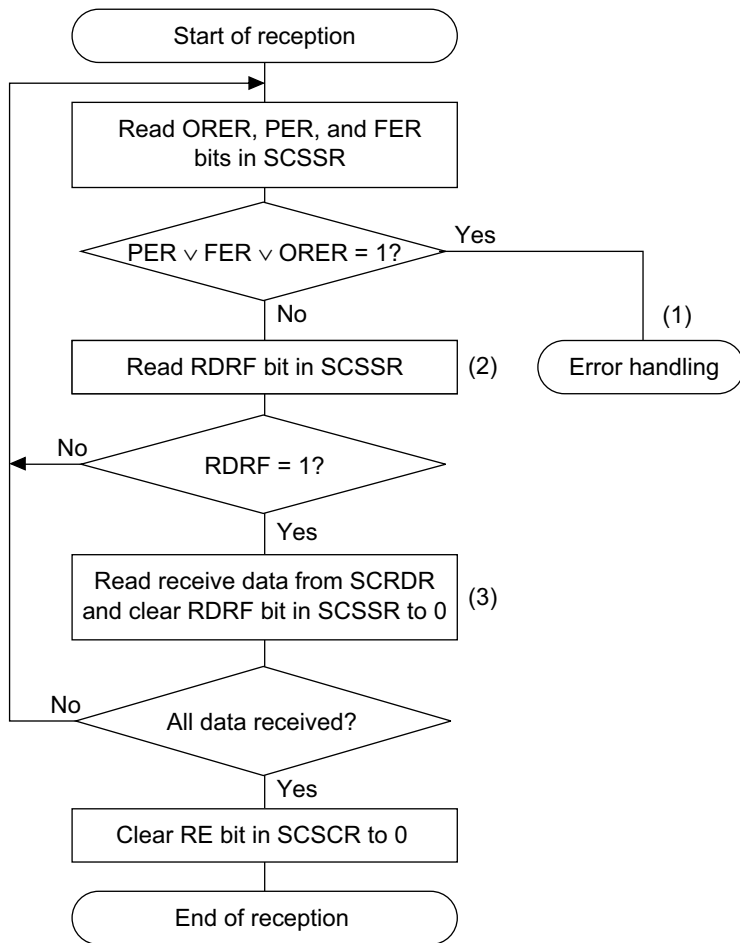 Start of reception
Read ORER, PER, and FER
bits in SCSSR
PER ∨ FER ∨ ORER = 1?
Yes
No
(1)
Error handling
Read RDRF bit in SCSSR
(2)
RDRF = 1?
No
Yes
Read receive data from SCRDR
and clear RDRF bit in SCSSR to 0
(3)
All data received?
No
Yes
Clear RE bit in SCSCR to 0
End of reception